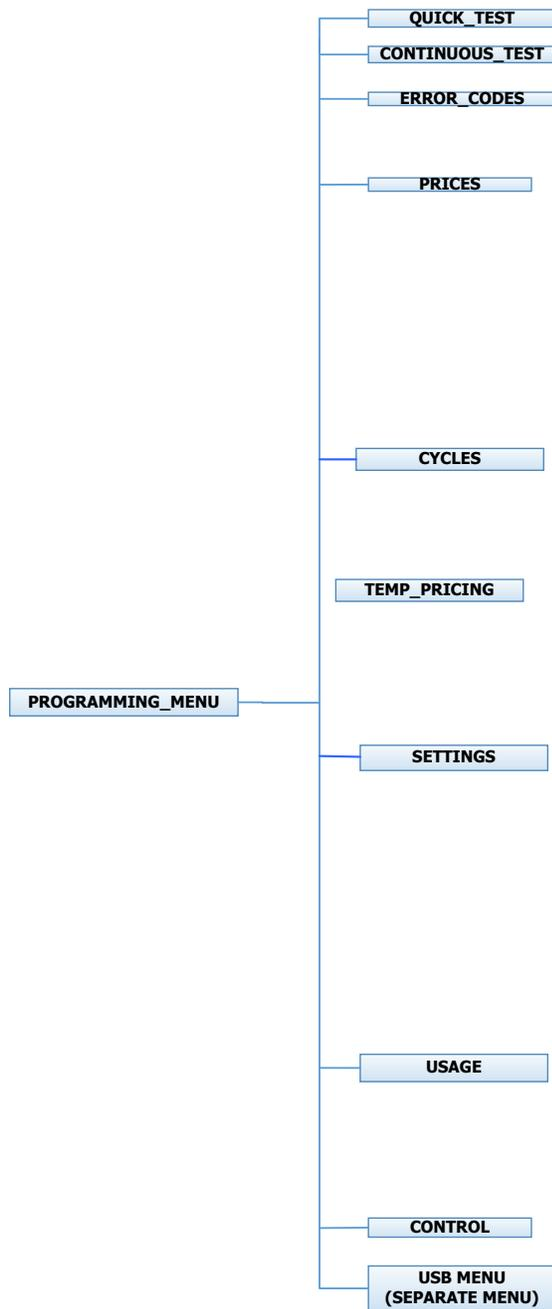 QUICK_TEST
CONTINUOUS_TEST
ERROR_CODES
PRICES
CYCLES
TEMP_PRICING
PROGRAMMING_MENU
SETTINGS
USAGE
CONTROL
USB MENU
(SEPARATE MENU)